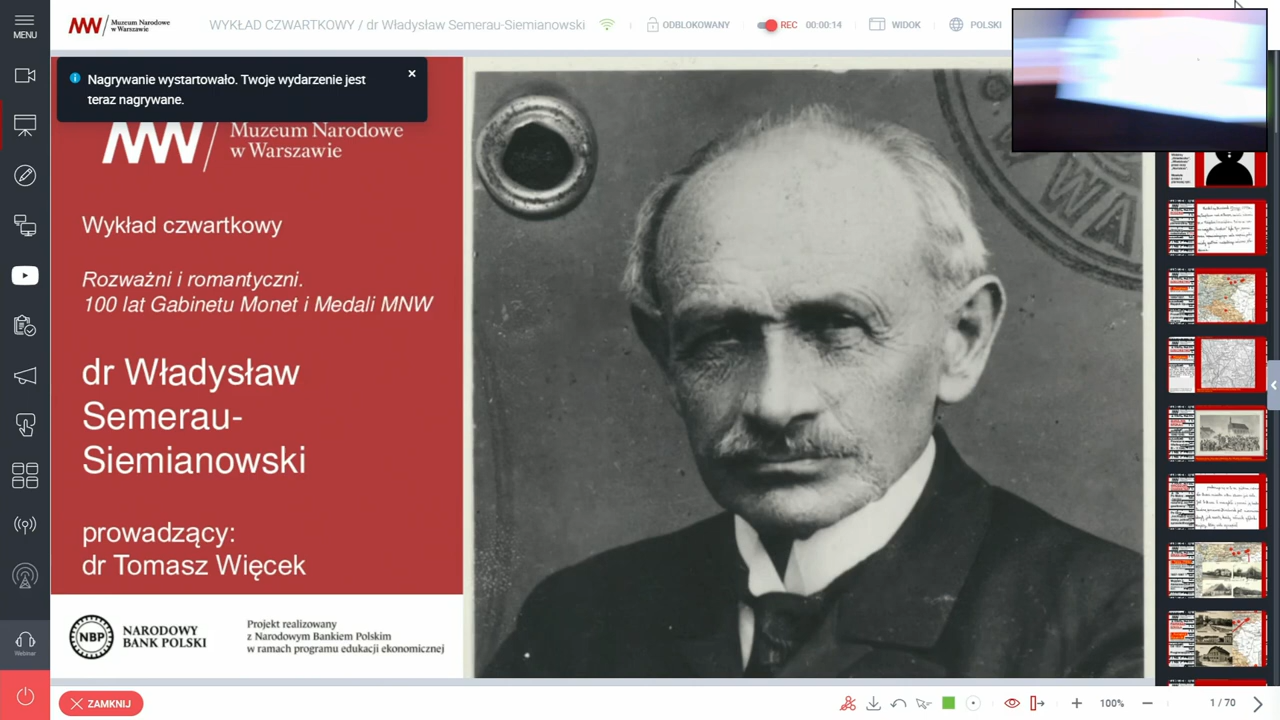 MENU
Muzeum Narodowe
w Warszawie
WYKŁAD CZWARTKOWY / dr Władysław Semerau-Siemianowski
ODBLOKOWANY
REC 00:00:14
WIDOK
POLSKI
Nagrywanie wystartowało. Twoje wydarzenie jest
teraz nagrywane.
Muzeum Narodowe
w Warszawie
Wykład czwartkowy
Rozważni i romantyczni.
100 lat Gabinetu Monet i Medali MNW
dr Władysław
Semerau-
Siemianowski
prowadzący:
dr Tomasz Więcek
NBP
NARODOWY
BANK POLSKI
Projekt realizowany
z Narodowym Bankiem Polskim
w ramach programu edukacji ekonomicznej
WA
Webinar
ZAMKNIJ
100%
1 / 70